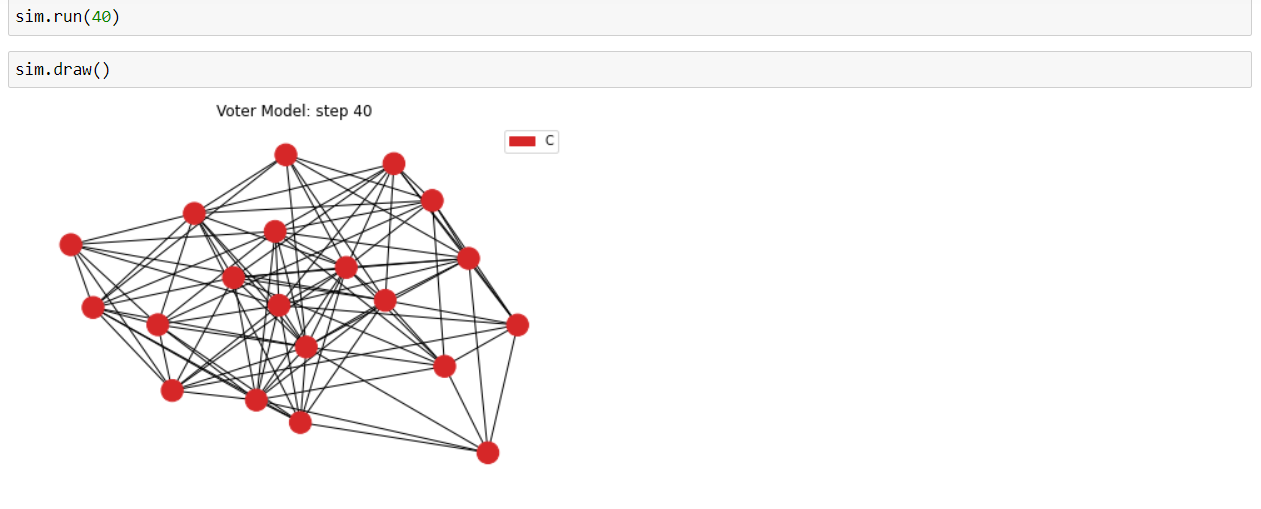 sim.run(40)
sim.draw()
Voter Model: step 40
C